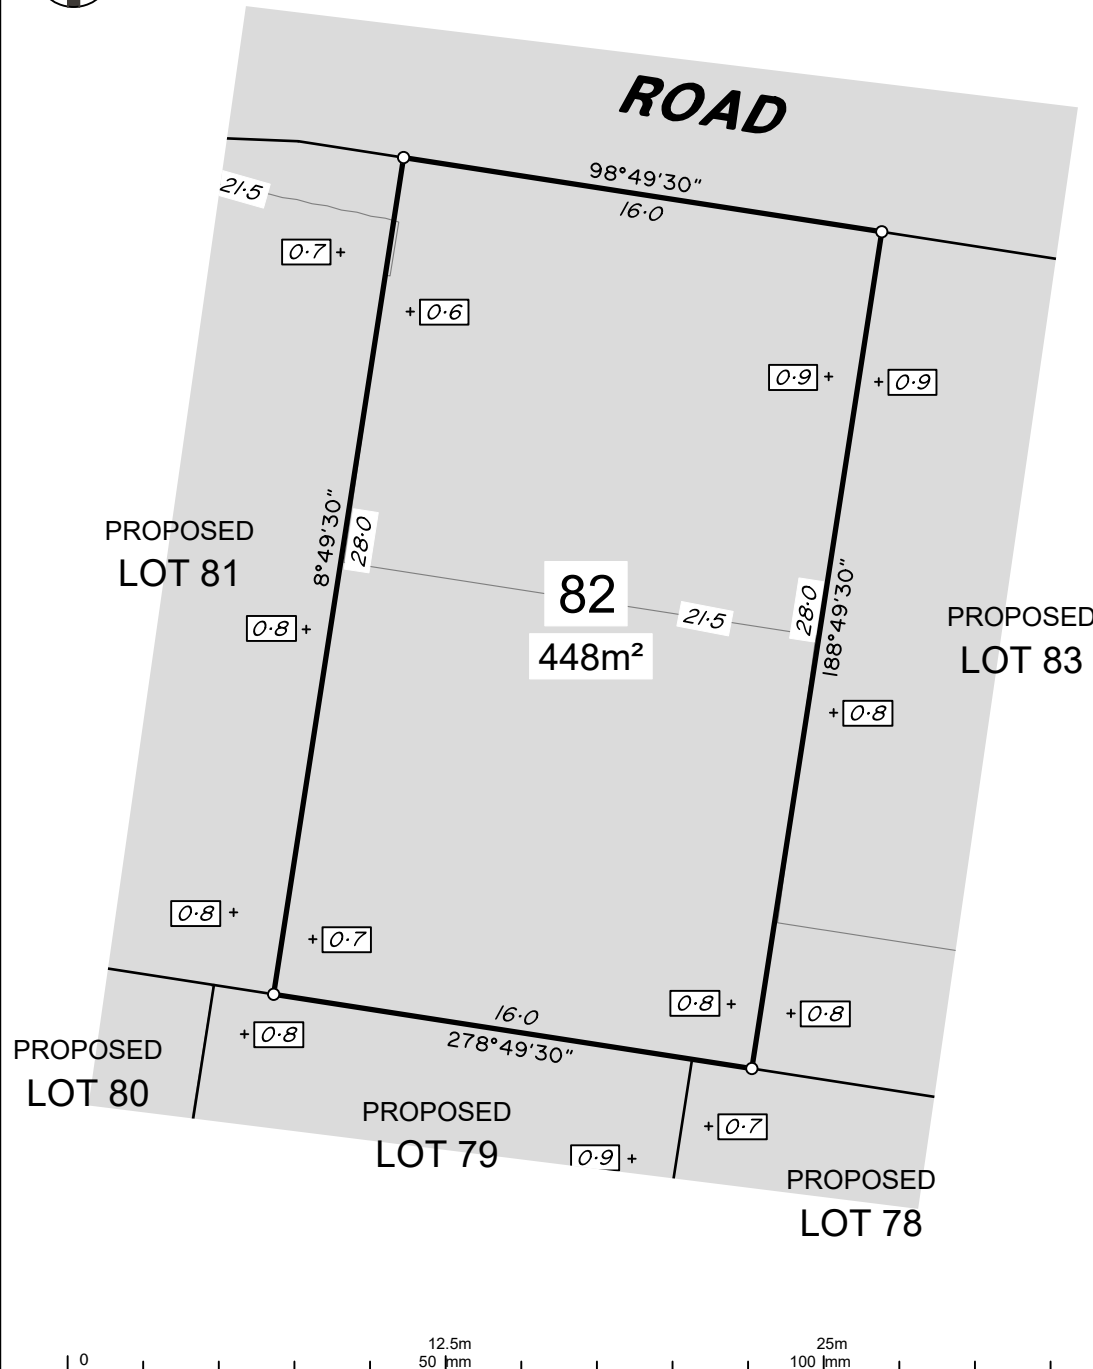 ROAD
98°49'30"
16·0
21·5
0·7
0·6
0·9
0·9
8°49'30"
28·0
PROPOSED
LOT 81
82
448m²
21·5
28·0
188°49'30"
PROPOSED
LOT 83
0·8
0·8
0·8
0·7
0·8
0·8
0·8
16·0
278°49'30"
PROPOSED
LOT 80
PROPOSED
LOT 79
0·9
0·7
PROPOSED
LOT 78
0
12.5m
50 mm
25m
100 mm